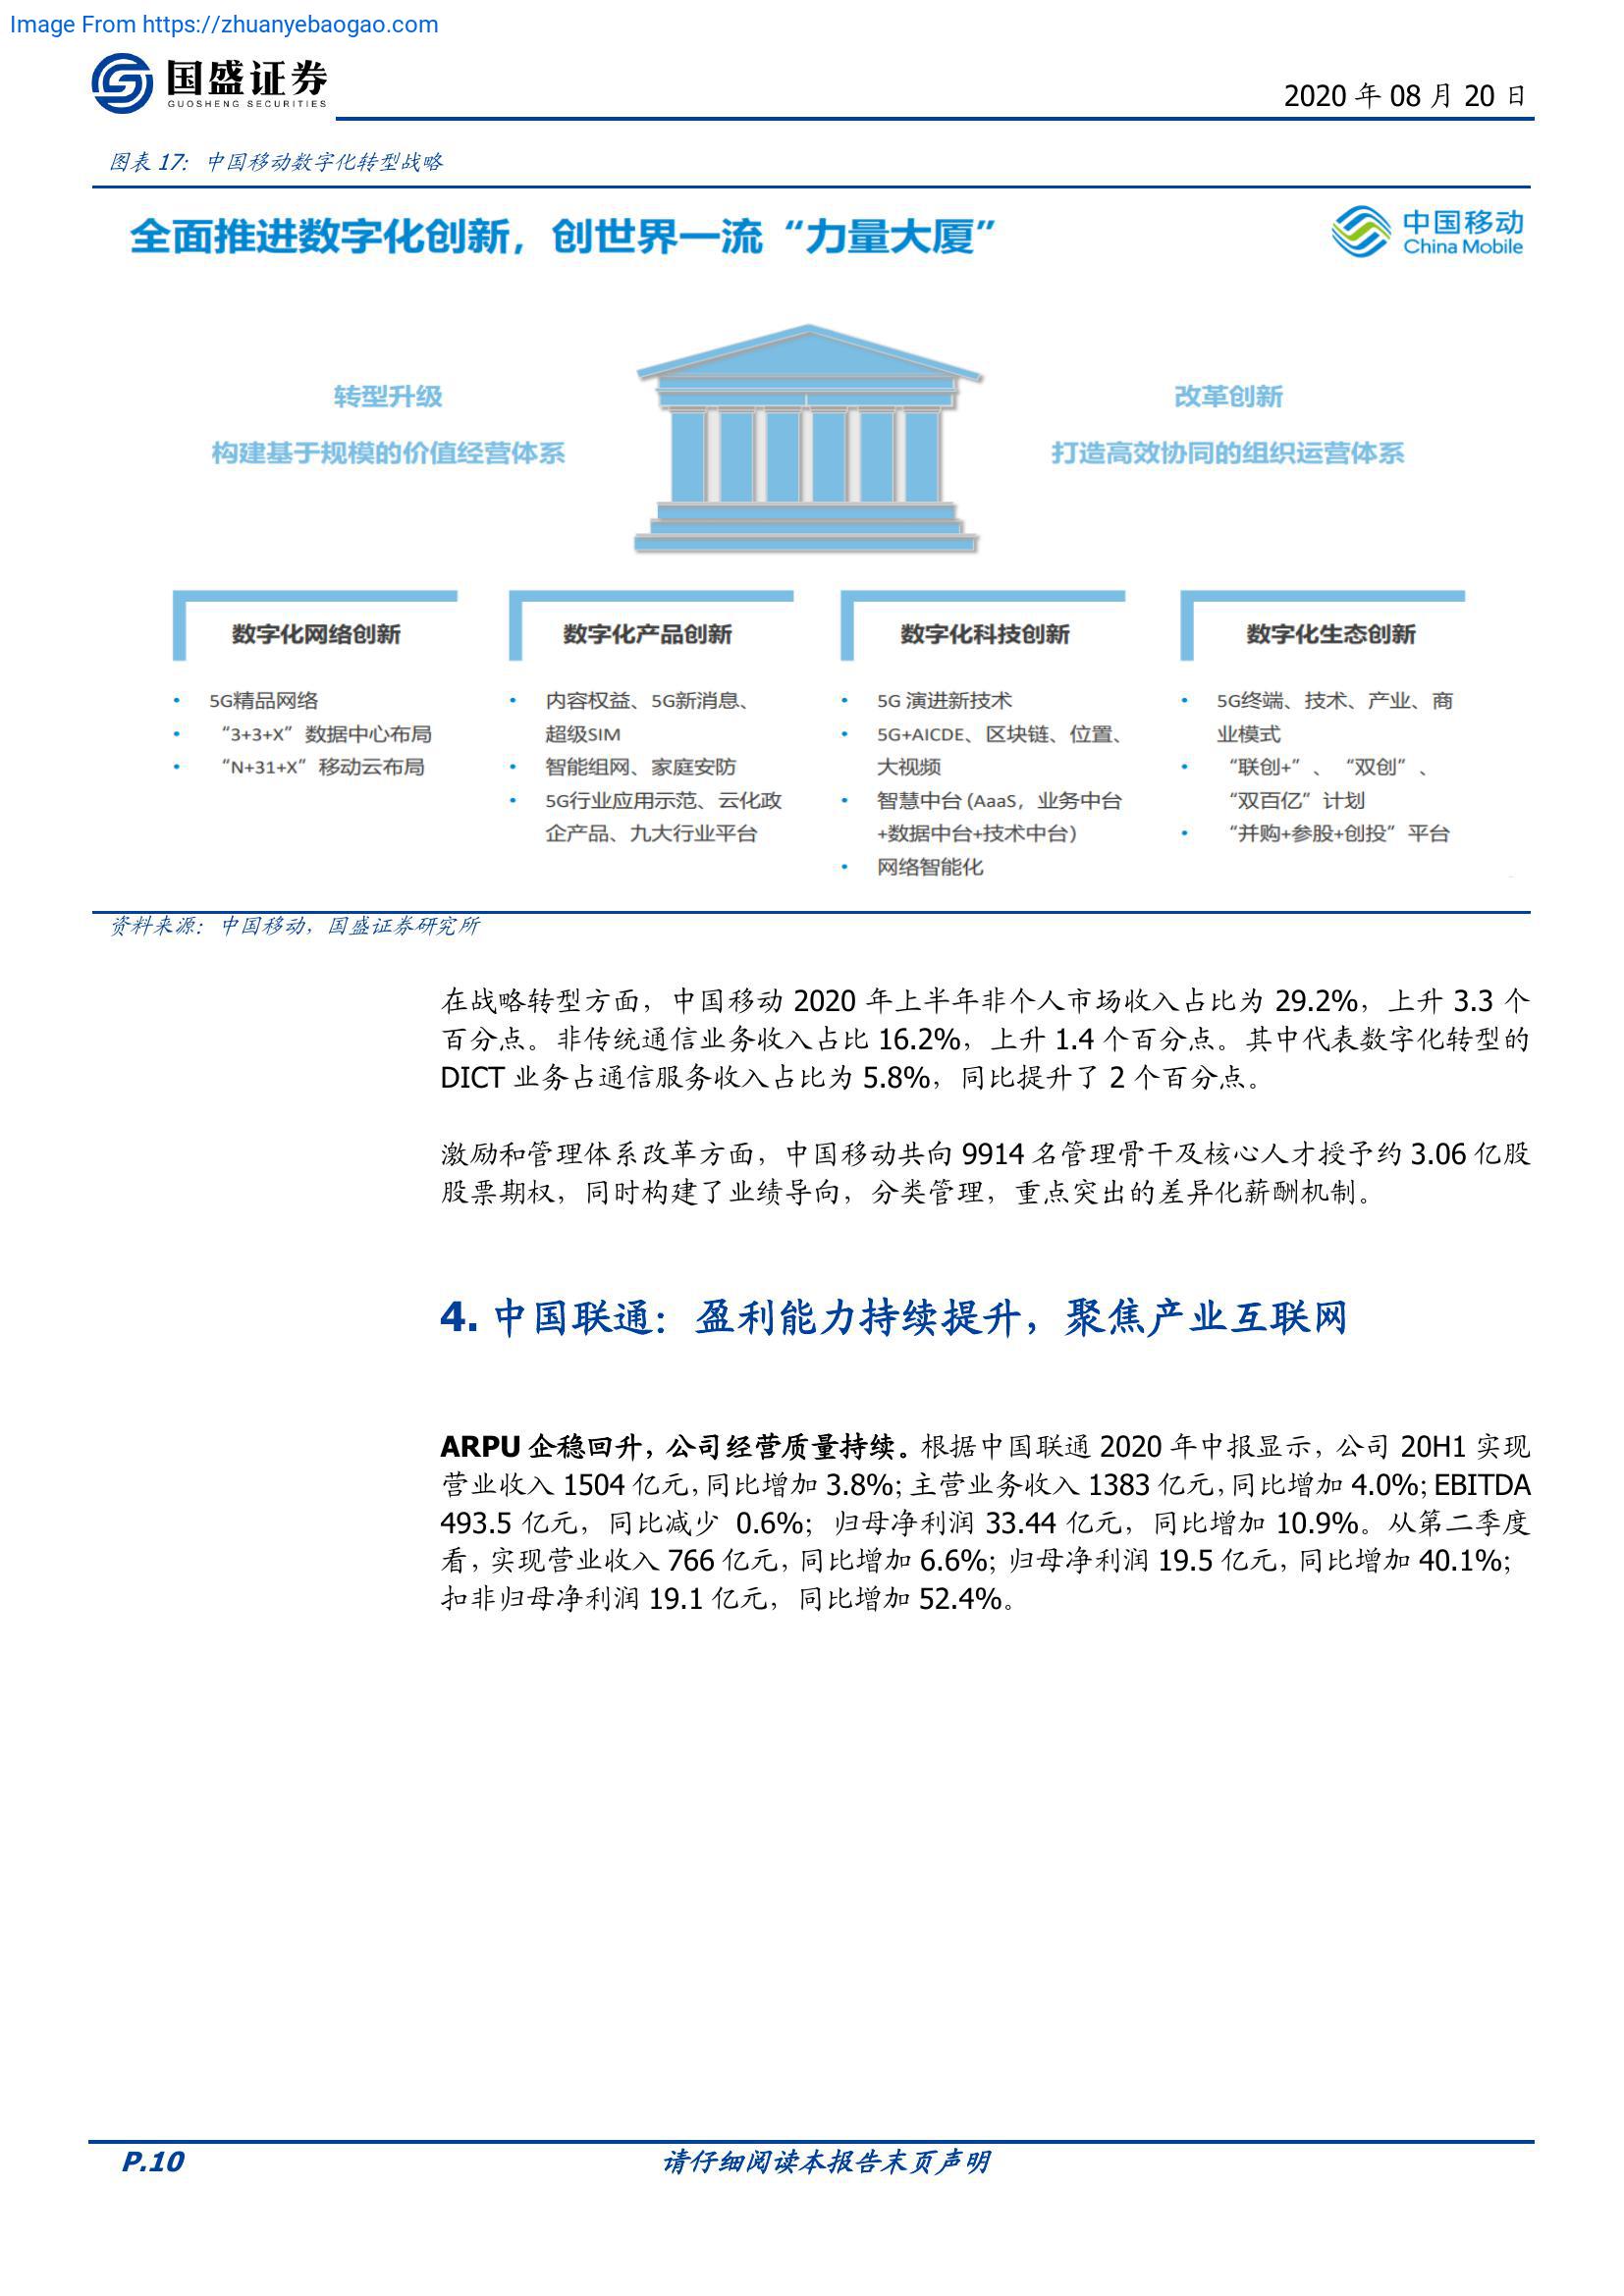 Image From https://zhuanyebaogao.com
国盛证券
GUOSHENG SECURITIES
2020 年 08 月 20 日
图表 17: 中国移动数字化转型战略
全面推进数字化创新，创世界一流“力量大厦”
中国移动
China Mobile
转型升级
构建基于规模的价值经营体系
改革创新
打造高效协同的组织运营体系
数字化网络创新
• 5G精品网络
• “3+3+X”数据中心布局
• “N+31+X”移动云布局
数字化产品创新
• 内容权益、5G新消息、
超级SIM
• 智能组网、家庭安防
• 5G行业应用示范、云化政
企产品、九大行业平台
数字化科技创新
• 5G 演进新技术
• 5G+AICDE、区块链、位置、
大视频
• 智慧中台 (AaaS，业务中台
+数据中台+技术中台）
• 网络智能化
数字化生态创新
• 5G终端、技术、产业、商
业模式
• “联创+”、“双创”、
“双百亿”计划
• “并购+参股+创投”平台
资料来源：中国移动，国盛证券研究所
在战略转型方面，中国移动 2020 年上半年非个人市场收入占比为 29.2%，上升 3.3 个
百分点。非传统通信业务收入占比 16.2%，上升 1.4 个百分点。其中代表数字化转型的
DICT 业务占通信服务收入占比为 5.8%，同比提升了 2 个百分点。
激励和管理体系改革方面，中国移动共向 9914 名管理骨干及核心人才授予约 3.06 亿股
股票期权，同时构建了业绩导向，分类管理，重点突出的差异化薪酬机制。
4. 中国联通：盈利能力持续提升，聚焦产业互联网
ARPU 企稳回升，公司经营质量持续。根据中国联通 2020 年中报显示，公司 20H1 实现
营业收入 1504 亿元，同比增加 3.8%；主营业务收入 1383 亿元，同比增加 4.0%；EBITDA
493.5 亿元，同比减少 0.6%；归母净利润 33.44 亿元，同比增加 10.9%。从第二季度
看，实现营业收入 766 亿元，同比增加 6.6%；归母净利润 19.5 亿元，同比增加 40.1%；
扣非归母净利润 19.1 亿元，同比增加 52.4%。
P.10
请仔细阅读本报告末页声明